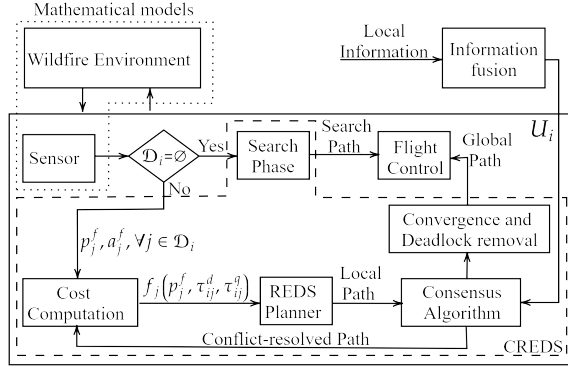 Mathematical models
Wildfire Environment
Local
Information
Information
fusion
U_i
Sensor
𝒟_i=∅
Yes
No
Search
Phase
Search
Path
Flight
Control
Global
Path
Convergence and
Deadlock removal
p_j^f, a_j^f, ∀j ∈ 𝒟_i
Cost
Computation
f_j(p_j^f, τ_ij^d, τ_ij^q)
REDS
Planner
Local
Path
Consensus
Algorithm
Conflict-resolved Path
CREDS